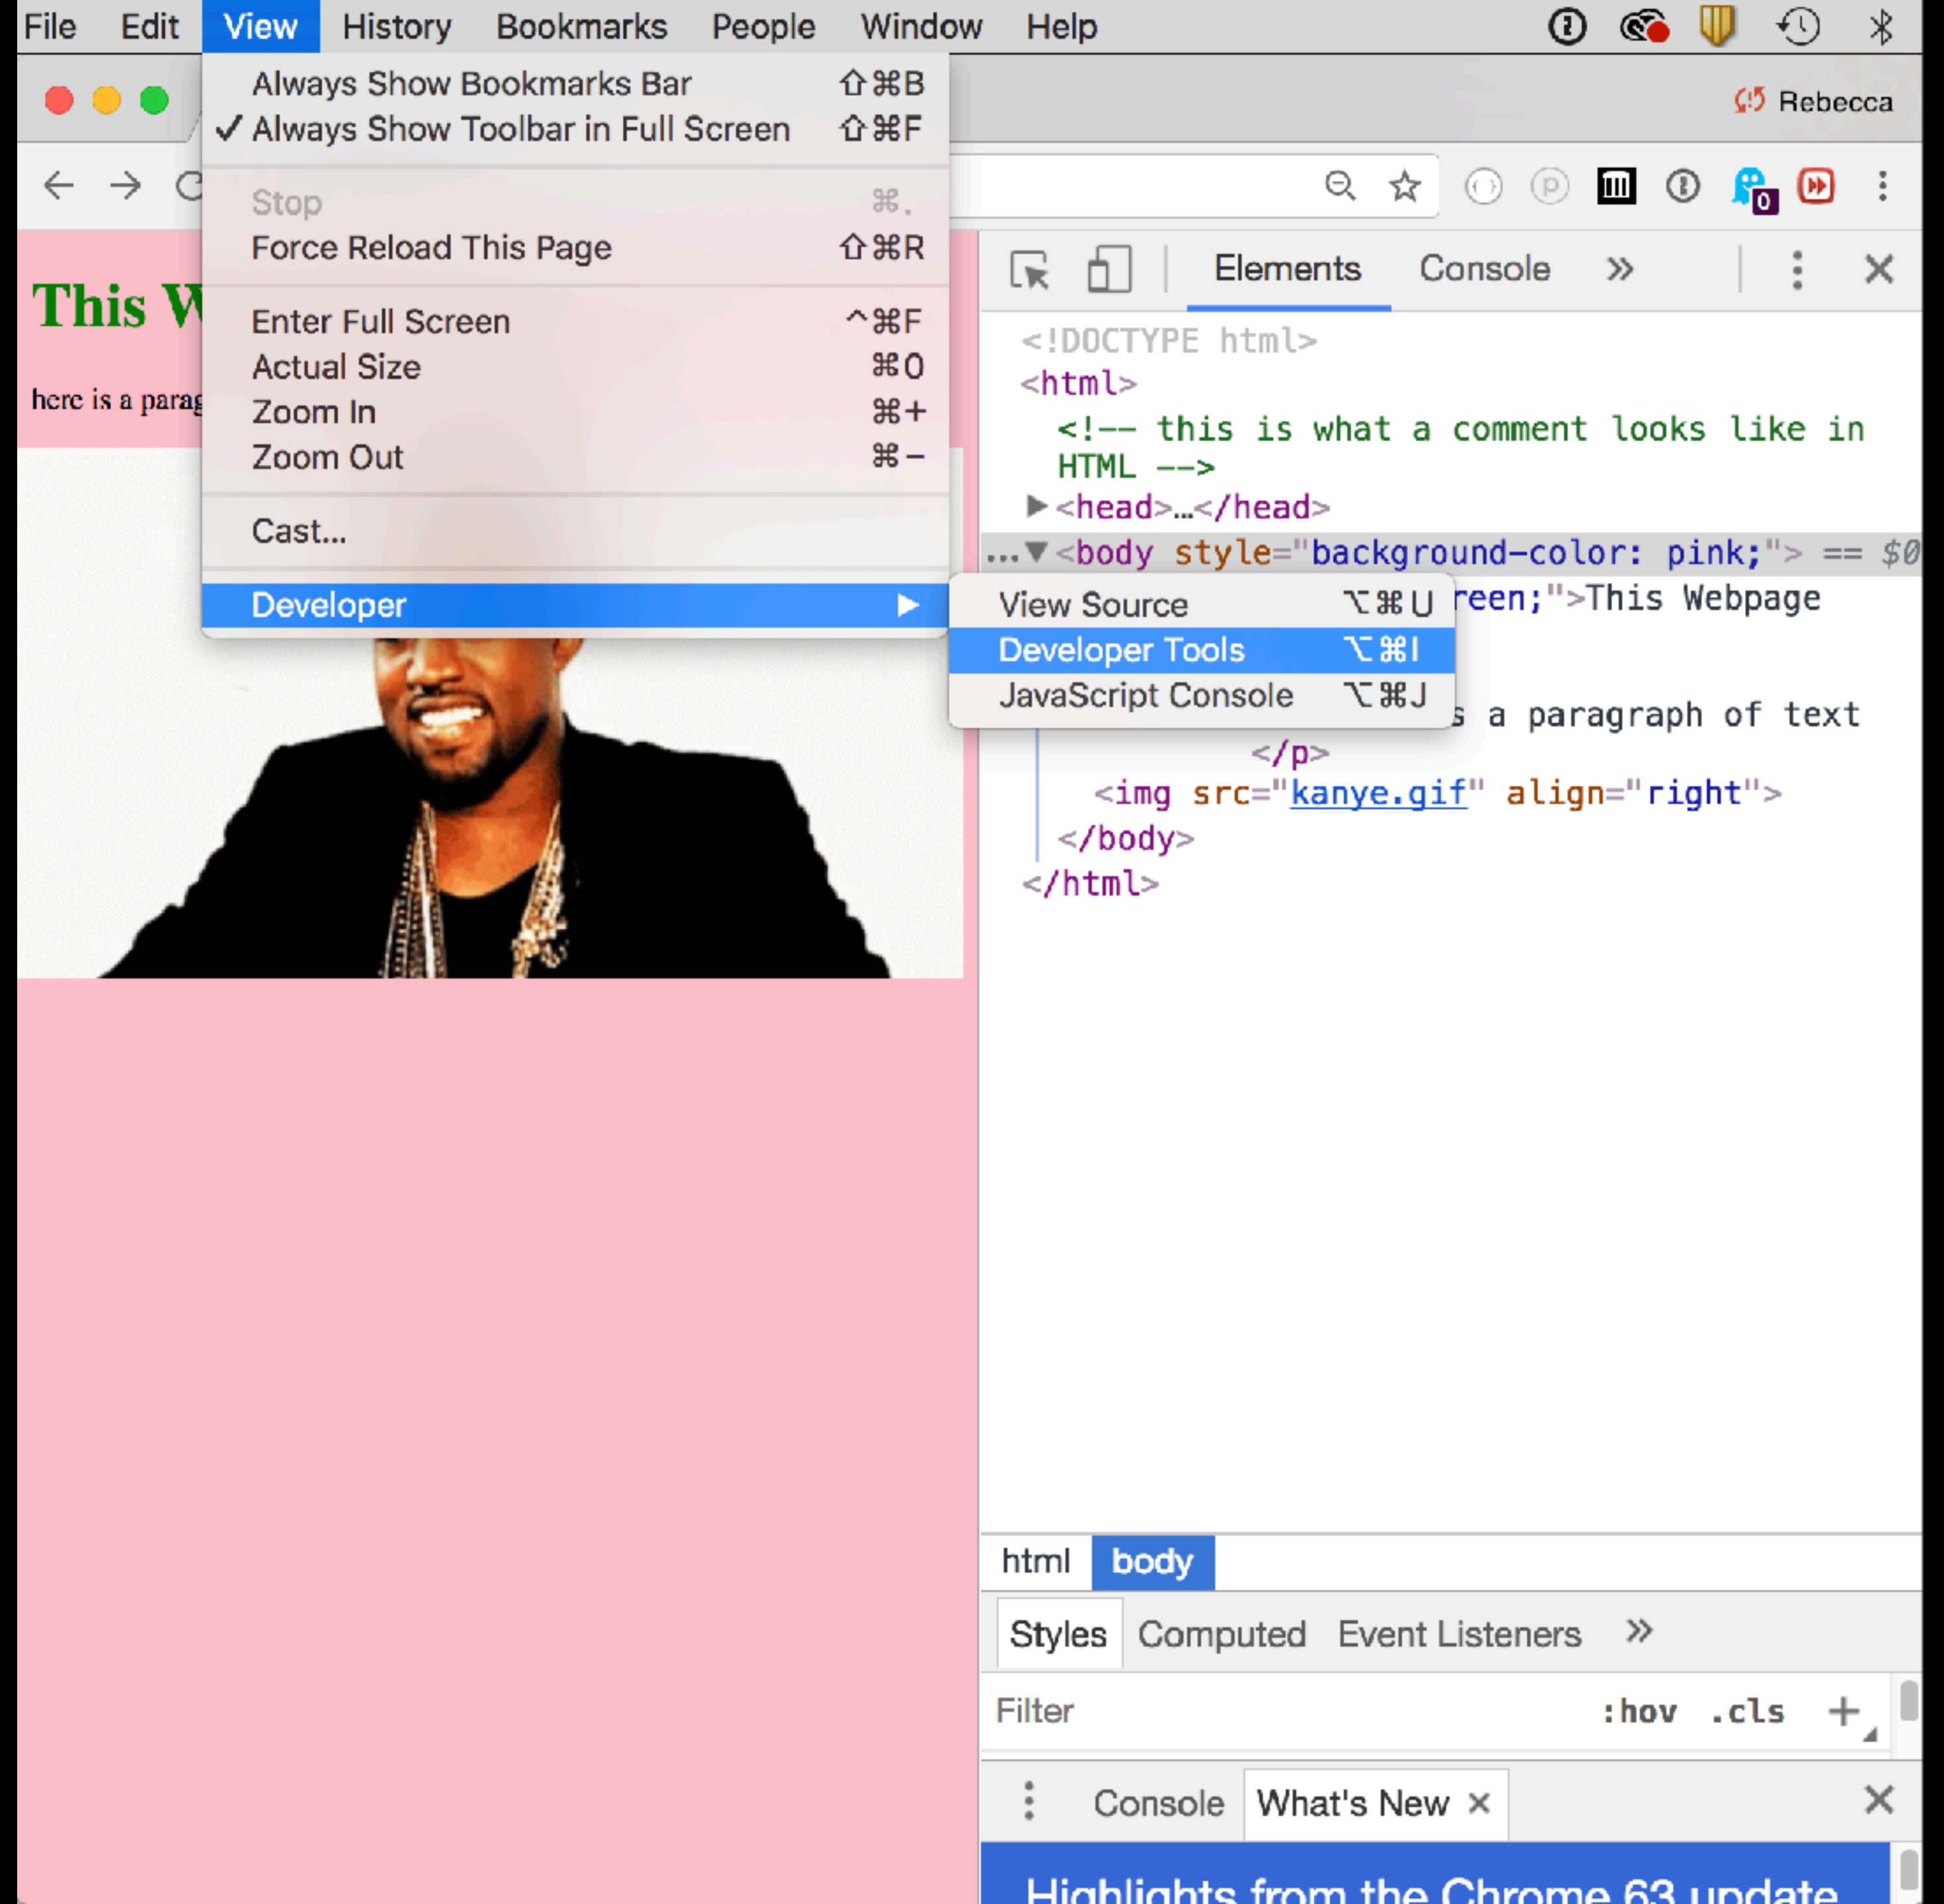 File Edit View History Bookmarks People Window Help
Rebecca
Always Show Bookmarks Bar ⇧⌘B
✓ Always Show Toolbar in Full Screen ⇧⌘F
Stop ⌘.
Force Reload This Page ⇧⌘R
Enter Full Screen ^⌘F
Actual Size ⌘0
Zoom In ⌘+
Zoom Out ⌘−
Cast...
Developer ▶
View Source ⌥⌘U
Developer Tools ⌥⌘I
JavaScript Console ⌥⌘J
0
This W
here is a parag
Elements Console »
<!DOCTYPE html>
<html>
<!-- this is what a comment looks like in
HTML -->
▶<head>…</head>
...▼<body style="background-color: pink;"> == $0
reen;">This Webpage
s a paragraph of text
</p>
<img src="kanye.gif" align="right">
</body>
</html>
html body
Styles Computed Event Listeners »
Filter :hov .cls +
Console What's New ×
Highlights from the Chrome 63 update